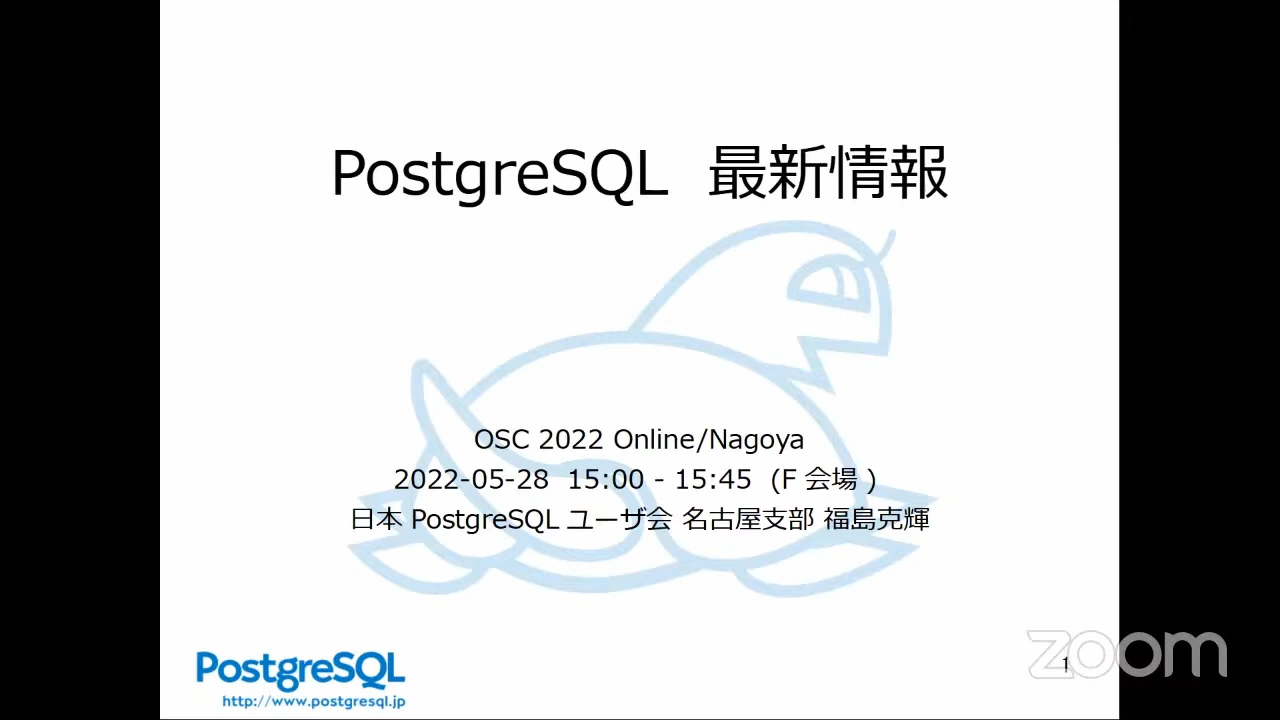 PostgreSQL 最新情報
OSC 2022 Online/Nagoya
2022-05-28 15:00 - 15:45 (F 会場 )
日本 PostgreSQL ユーザ会 名古屋支部 福島克輝
PostgreSQL
http://www.postgresql.jp
1
zoom